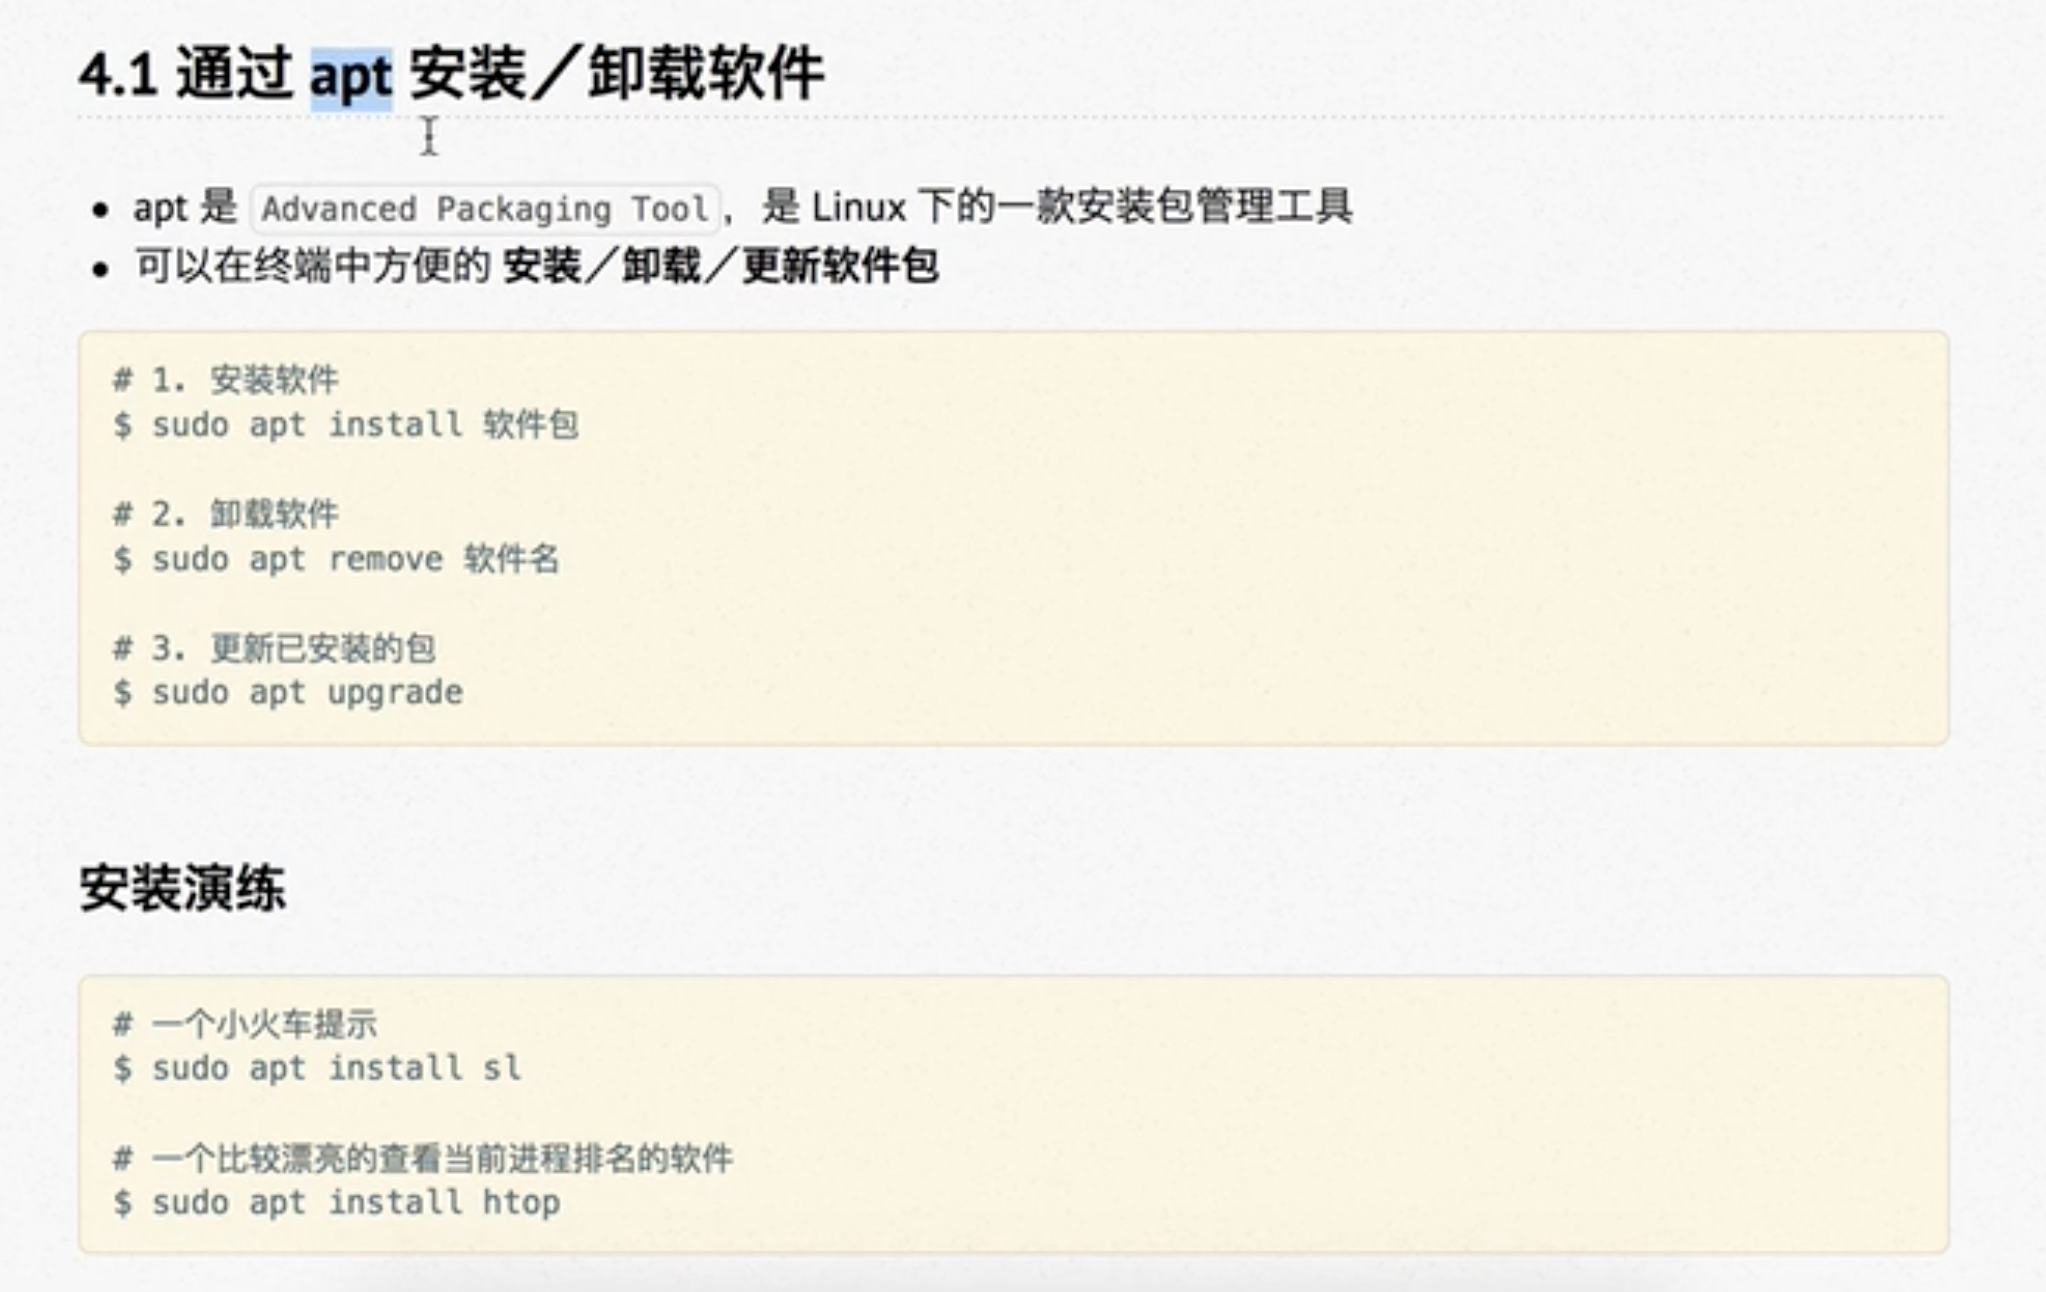 4.1 通过 apt 安装／卸载软件
• apt 是 Advanced Packaging Tool，是 Linux 下的一款安装包管理工具
• 可以在终端中方便的 安装／卸载／更新软件包
# 1. 安装软件
$ sudo apt install 软件包
# 2. 卸载软件
$ sudo apt remove 软件名
# 3. 更新已安装的包
$ sudo apt upgrade
安装演练
# 一个小火车提示
$ sudo apt install sl
# 一个比较漂亮的查看当前进程排名的软件
$ sudo apt install htop